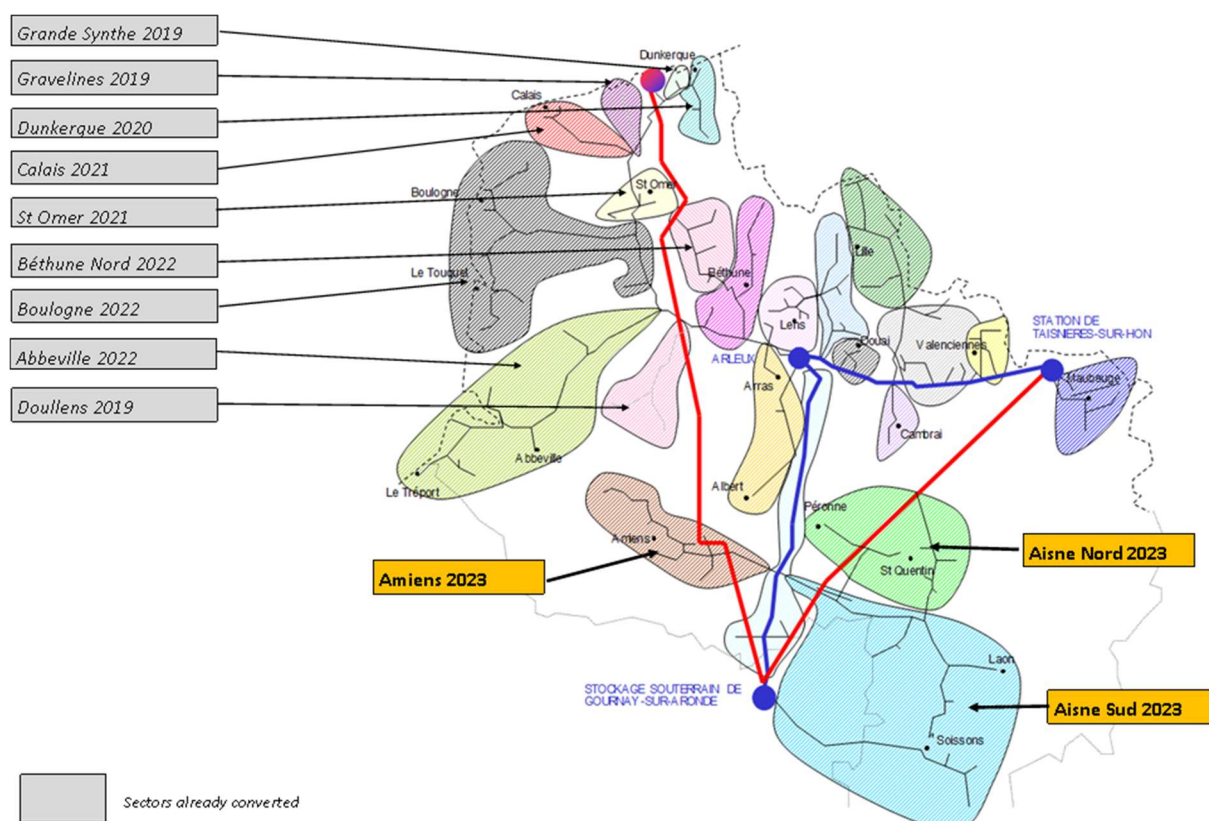 Grande Synthe 2019
Gravelines 2019
Dunkerque 2020
Calais 2021
St Omer 2021
Béthune Nord 2022
Boulogne 2022
Abbeville 2022
Doullens 2019
Dunkerque
Calais
St Omer
Boulogne
Lille
Le Touquet
Béthune
Lens
STATION DE
TAISNIERES-SUR-HON
ARLEUX
Douai
Valenciennes
Maubeuge
Arras
Cambrai
Abbeville
Le Tréport
Albert
Péronne
Amiens
St Quentin
Aisne Nord 2023
Amiens 2023
Laon
STOCKAGE SOUTERRAIN DE
GOURNAY-SUR-ARONDE
Aisne Sud 2023
Soissons
Sectors already converted